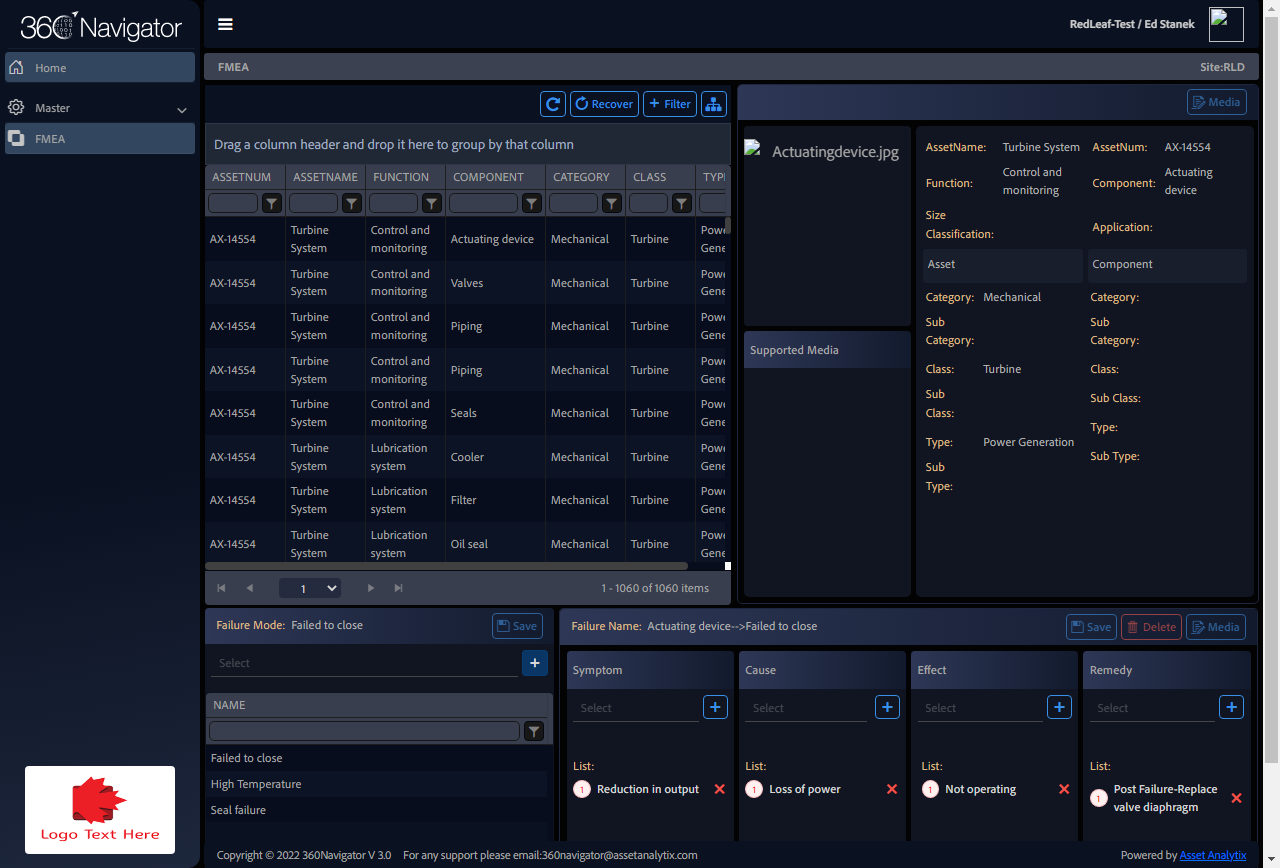 360 Navigator
RedLeaf-Test / Ed Stanek
Home
Master
FMEA
FMEA
Site:RLD
Recover
+ Filter
Media
Drag a column header and drop it here to group by that column
ASSETNUM ASSETNAME FUNCTION COMPONENT CATEGORY CLASS TYP
AX-14554 Turbine System Control and monitoring Actuating device Mechanical Turbine Powe Gene
AX-14554 Turbine System Control and monitoring Valves Mechanical Turbine Powe Gene
AX-14554 Turbine System Control and monitoring Piping Mechanical Turbine Powe Gene
AX-14554 Turbine System Control and monitoring Piping Mechanical Turbine Powe Gene
AX-14554 Turbine System Control and monitoring Seals Mechanical Turbine Powe Gene
AX-14554 Turbine System Lubrication system Cooler Mechanical Turbine Powe Gene
AX-14554 Turbine System Lubrication system Filter Mechanical Turbine Powe Gene
AX-14554 Turbine System Lubrication system Oil seal Mechanical Turbine Powe Gene
1
1 - 1060 of 1060 items
Actuatingdevice.jpg
Supported Media
AssetName: Turbine System AssetNum: AX-14554
Function: Control and monitoring Component: Actuating device
Size Classification: Application:
Asset Component
Category: Mechanical Category:
Sub Category: Sub Category:
Class: Turbine Class:
Sub Class: Sub Class:
Type: Power Generation Type:
Sub Type: Sub Type:
Failure Mode: Failed to close
Save
Select
+
NAME
Failed to close
High Temperature
Seal failure
Failure Name: Actuating device-->Failed to close
Save
Delete
Media
Symptom Cause Effect Remedy
Select + Select + Select + Select +
List: List: List: List:
1 Reduction in output 1 Loss of power 1 Not operating 1 Post Failure-Replace valve diaphragm
Logo Text Here
Copyright © 2022 360Navigator V 3.0 For any support please email:360navigator@assetanalytix.com
Powered by Asset Analytix